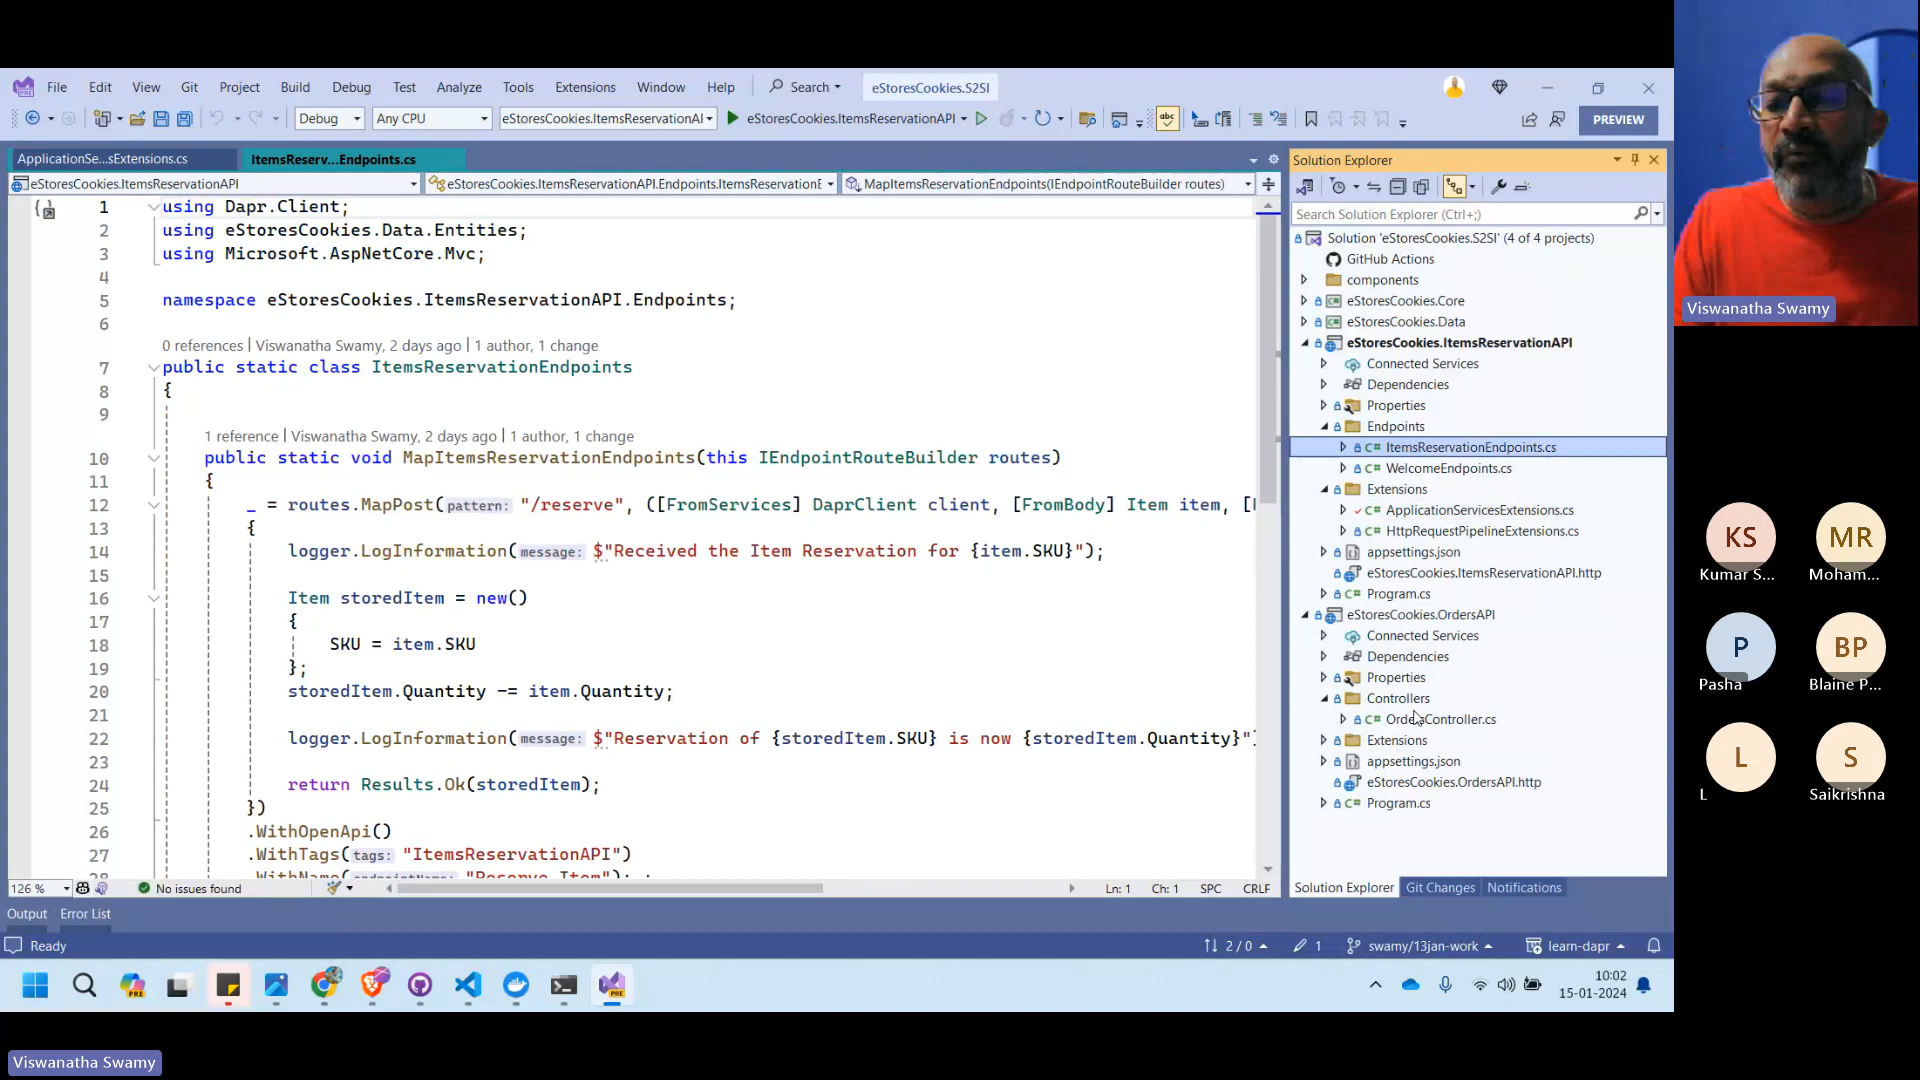 File Edit View Git Project Build Debug Test Analyze Tools Extensions Window Help Search eStoresCookies.S2SI
Debug Any CPU eStoresCookies.ItemsReservationAI eStoresCookies.ItemsReservationAPI PREVIEW
ApplicationSe...sExtensions.cs ItemsReserv...Endpoints.cs
eStoresCookies.ItemsReservationAPI eStoresCookies.ItemsReservationAPI.Endpoints.ItemsReservationE MapItemsReservationEndpoints(IEndpointRouteBuilder routes)
1 using Dapr.Client;
2 using eStoresCookies.Data.Entities;
3 using Microsoft.AspNetCore.Mvc;
4
5 namespace eStoresCookies.ItemsReservationAPI.Endpoints;
6
0 references | Viswanatha Swamy, 2 days ago | 1 author, 1 change
7 public static class ItemsReservationEndpoints
8 {
9
1 reference | Viswanatha Swamy, 2 days ago | 1 author, 1 change
10 public static void MapItemsReservationEndpoints(this IEndpointRouteBuilder routes)
11 {
12 _ = routes.MapPost(pattern: "/reserve", ([FromServices] DaprClient client, [FromBody] Item item, [
13 {
14 logger.LogInformation(message: $"Received the Item Reservation for {item.SKU}");
15
16 Item storedItem = new()
17 {
18 SKU = item.SKU
19 };
20 storedItem.Quantity -= item.Quantity;
21
22 logger.LogInformation(message: $"Reservation of {storedItem.SKU} is now {storedItem.Quantity}"
23
24 return Results.Ok(storedItem);
25 })
26 .WithOpenApi()
27 .WithTags(tags: "ItemsReservationAPI")
28 .WithName(endpointName: "Reserve Item");
126 % No issues found Ln: 1 Ch: 1 SPC CRLF
Output Error List
Ready 2 / 0 1 swamy/13jan-work learn-dapr
Solution Explorer
Search Solution Explorer (Ctrl+;)
Solution 'eStoresCookies.S2SI' (4 of 4 projects)
GitHub Actions
components
eStoresCookies.Core
eStoresCookies.Data
eStoresCookies.ItemsReservationAPI
Connected Services
Dependencies
Properties
Endpoints
C# ItemsReservationEndpoints.cs
C# WelcomeEndpoints.cs
Extensions
C# ApplicationServicesExtensions.cs
C# HttpRequestPipelineExtensions.cs
appsettings.json
eStoresCookies.ItemsReservationAPI.http
C# Program.cs
eStoresCookies.OrdersAPI
Connected Services
Dependencies
Properties
Controllers
C# OrdersController.cs
Extensions
appsettings.json
eStoresCookies.OrdersAPI.http
C# Program.cs
Solution Explorer Git Changes Notifications
10:02
15-01-2024
Viswanatha Swamy
KS MR
Kumar S... Moham...
P BP
Pasha Blaine P...
L S
L Saikrishna
Viswanatha Swamy